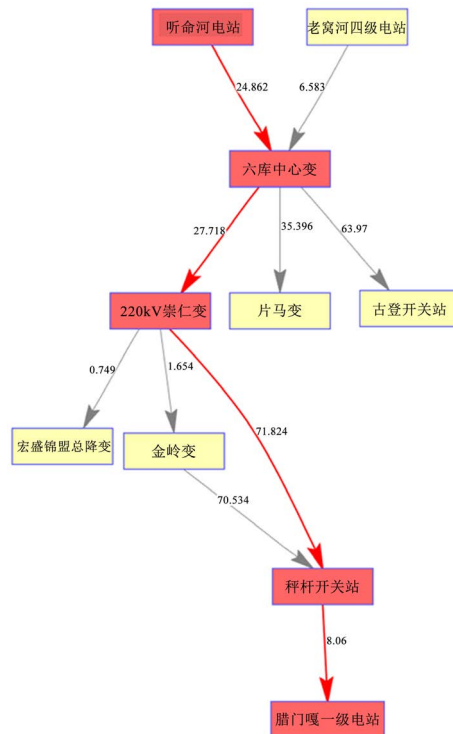 听命河电站
老窝河四级电站
24.862
6.583
六库中心变
27.718
35.396
63.97
220kV崇仁变
片马变
古登开关站
0.749
1.654
71.824
宏盛锦盟总降变
金岭变
70.534
秤杆开关站
8.06
腊门嘎一级电站